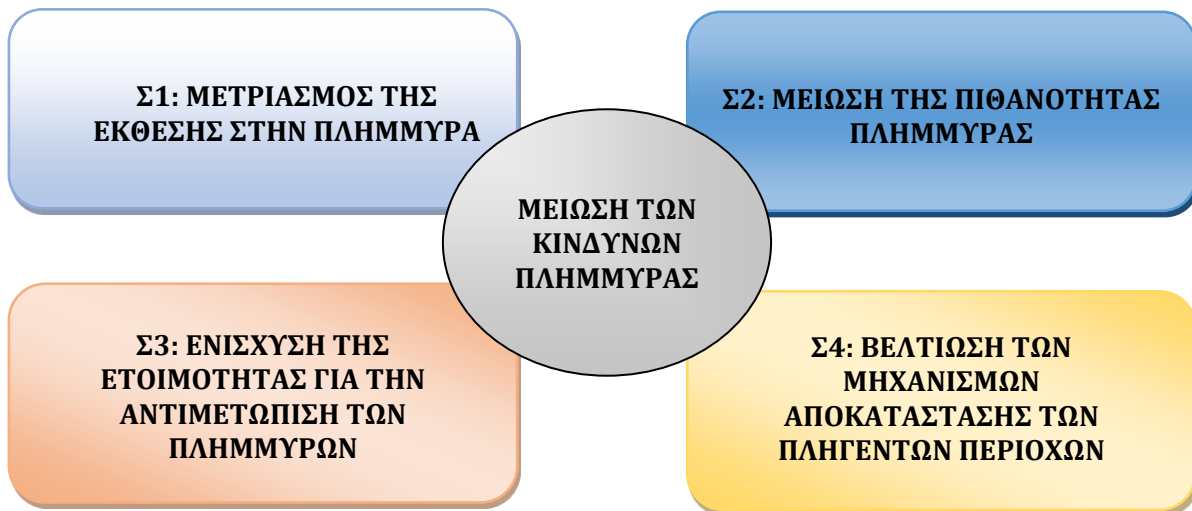 Σ1: ΜΕΤΡΙΑΣΜΟΣ ΤΗΣ
ΕΚΘΕΣΗΣ ΣΤΗΝ ΠΛΗΜΜΥΡΑ
Σ2: ΜΕΙΩΣΗ ΤΗΣ ΠΙΘΑΝΟΤΗΤΑΣ
ΠΛΗΜΜΥΡΑΣ
ΜΕΙΩΣΗ ΤΩΝ
ΚΙΝΔΥΝΩΝ
ΠΛΗΜΜΥΡΑΣ
Σ3: ΕΝΙΣΧΥΣΗ ΤΗΣ
ΕΤΟΙΜΟΤΗΤΑΣ ΓΙΑ ΤΗΝ
ΑΝΤΙΜΕΤΩΠΙΣΗ ΤΩΝ
ΠΛΗΜΜΥΡΩΝ
Σ4: ΒΕΛΤΙΩΣΗ ΤΩΝ
ΜΗΧΑΝΙΣΜΩΝ
ΑΠΟΚΑΤΑΣΤΑΣΗΣ ΤΩΝ
ΠΛΗΓΕΝΤΩΝ ΠΕΡΙΟΧΩΝ